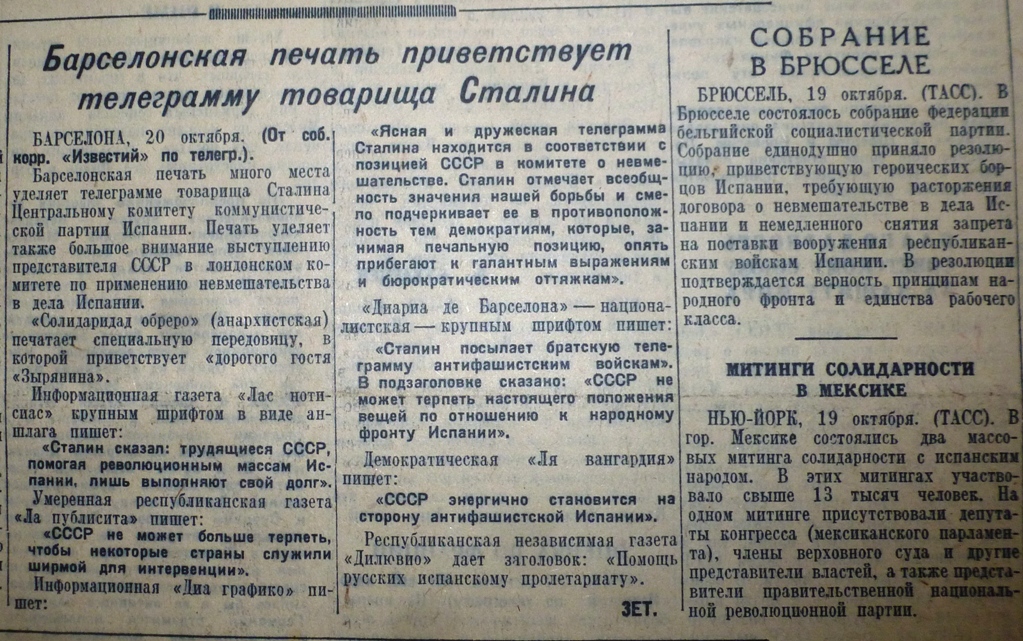 Барселонская печать приветствует
телеграмму товарища Сталина
БАРСЕЛОНА, 20 октября. (От соб.
корр. «Известий» по телегр.).
Барселонская печать много места
уделяет телеграмме товарища Сталина
Центральному комитету коммунистиче-
ской партии Испании. Печать уделяет
также большое внимание выступлению
представителя СССР в лондонском ко-
митете по применению невмешательства
в дела Испании.
«Солидаридад обреро» (анархистская)
печатает специальную передовицу, в
которой приветствует «дорогого гостя
«Зырянина».
Информационная газета «Лас ноти-
сиас» крупным шрифтом в виде ан-
шлага пишет:
«Сталин сказал: трудящиеся СССР,
помогая революционным массам Ис-
пании, лишь выполняют свой долг».
Умеренная республиканская газета
«Ла публисита» пишет:
«СССР не может больше терпеть,
чтобы некоторые страны служили
ширмой для интервенции».
Информационная «Диа графико» пи-
шет:
«Ясная и дружеская телеграмма
Сталина находится в соответствии с
позицией СССР в комитете о невме-
шательстве. Сталин отмечает всеобщ-
ность значения нашей борьбы и сме-
ло подчеркивает ее в противополож-
ность тем демократиям, которые, за-
нимая печальную позицию, опять
прибегают к галантным выражениям
и бюрократическим оттяжкам».
«Диариа де Барселона» — национа-
листская — крупным шрифтом пишет:
«Сталин посылает братскую теле-
грамму антифашистским войскам».
В подзаголовке сказано: «СССР не
может терпеть настоящего положения
вещей по отношению к народному
фронту Испании».
Демократическая «Ля вангардия»
пишет:
«СССР энергично становится на
сторону антифашистской Испании».
Республиканская независимая газета
«Дилювио» дает заголовок: «Помощь
русских испанскому пролетариату».
ЗЕТ.
СОБРАНИЕ
В БРЮССЕЛЕ
БРЮССЕЛЬ, 19 октября. (ТАСС). В
Брюсселе состоялось собрание федерации
бельгийской социалистической партии.
Собрание единодушно приняло резолю-
цию, приветствующую героических бор-
цов Испании, требующую расторжения
договора о невмешательстве в дела Ис-
пании и немедленного снятия запрета
на поставки вооружения республикан-
ским войскам Испании. В резолюции
подтверждается верность принципам на-
родного фронта и единства рабочего
класса.
МИТИНГИ СОЛИДАРНОСТИ
В МЕКСИКЕ
НЬЮ-ЙОРК, 19 октября. (ТАСС). В
гор. Мексике состоялись два массо-
вых митинга солидарности с испанским
народом. В этих митингах участво-
вало свыше 13 тысяч человек. На
одном митинге присутствовали депута-
ты конгресса (мексиканского парламен-
та), члены верховного суда и другие
представители властей, а также предста-
вители правительственной националь-
ной революционной партии.